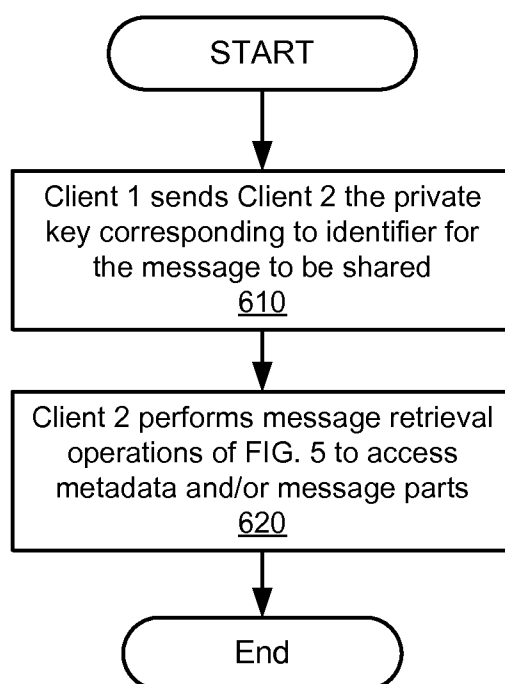 START
Client 1 sends Client 2 the private
key corresponding to identifier for
the message to be shared
610
Client 2 performs message retrieval
operations of FIG. 5 to access
metadata and/or message parts
620
End